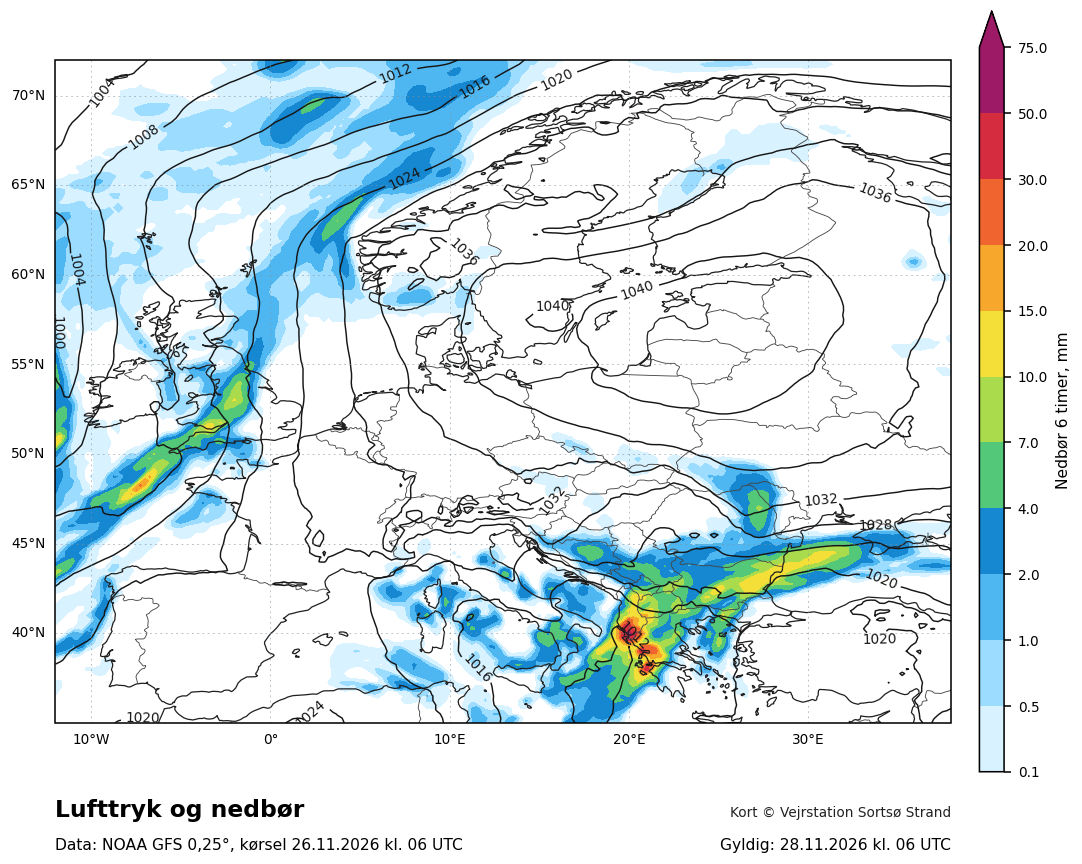 75.0
50.0
30.0
20.0
15.0
10.0
7.0
4.0
2.0
1.0
0.5
0.1
Nedbør 6 timer, mm
70°N
65°N
60°N
55°N
50°N
45°N
40°N
10°W
0°
10°E
20°E
30°E
1004
1012
1016
1020
1008
1024
1036
1036
1004
1040
1040
1000
1032
1032
1028
1020
1012
1020
1016
1020
1024
Lufttryk og nedbør
Kort © Vejrstation Sortsø Strand
Data: NOAA GFS 0,25°, kørsel 26.11.2026 kl. 06 UTC
Gyldig: 28.11.2026 kl. 06 UTC